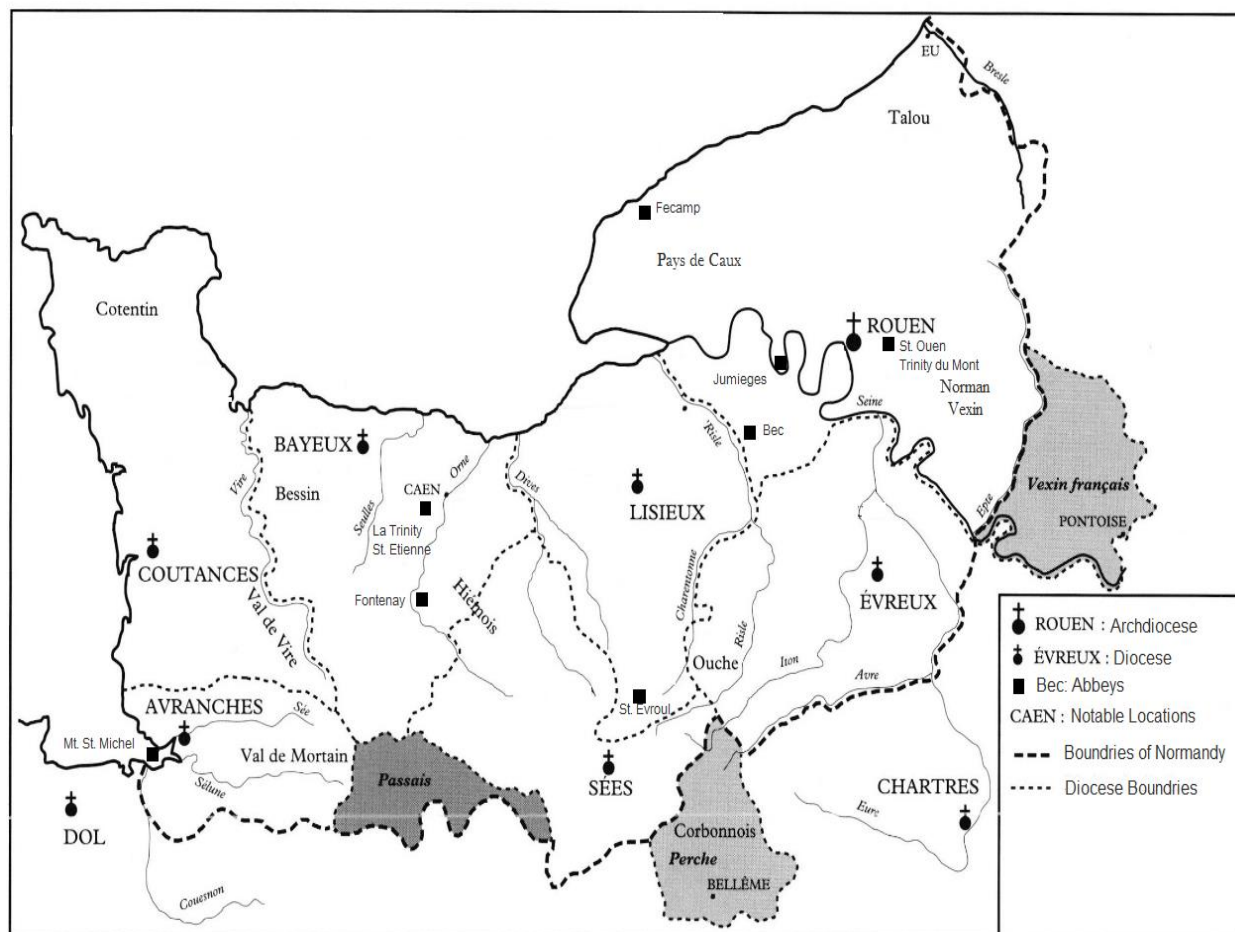 EU
Bresle
Talou
Fecamp
Pays de Caux
Cotentin
ROUEN
St. Ouen
Trinity du Mont
Jumieges
Norman
Vexin
Seine
'Risle
Bec
BAYEUX
Bessin
Vire
Seulles
Orne
CAEN
La Trinity
St. Etienne
Dives
LISIEUX
Vexin français
PONTOISE
Epte
COUTANCES
Val de Vire
Fontenay
Hiémois
Charentonne
ÉVREUX
Risle
Ouche
Iton
Avre
St. Evroul
AVRANCHES
Sée
Mt. St. Michel
Val de Mortain
Sélune
Passais
SÉES
DOL
Couesnon
Corbonnois
Perche
BELLÊME
CHARTRES
Eure
ROUEN : Archdiocese
ÉVREUX : Diocese
Bec: Abbeys
CAEN : Notable Locations
Boundries of Normandy
Diocese Boundries